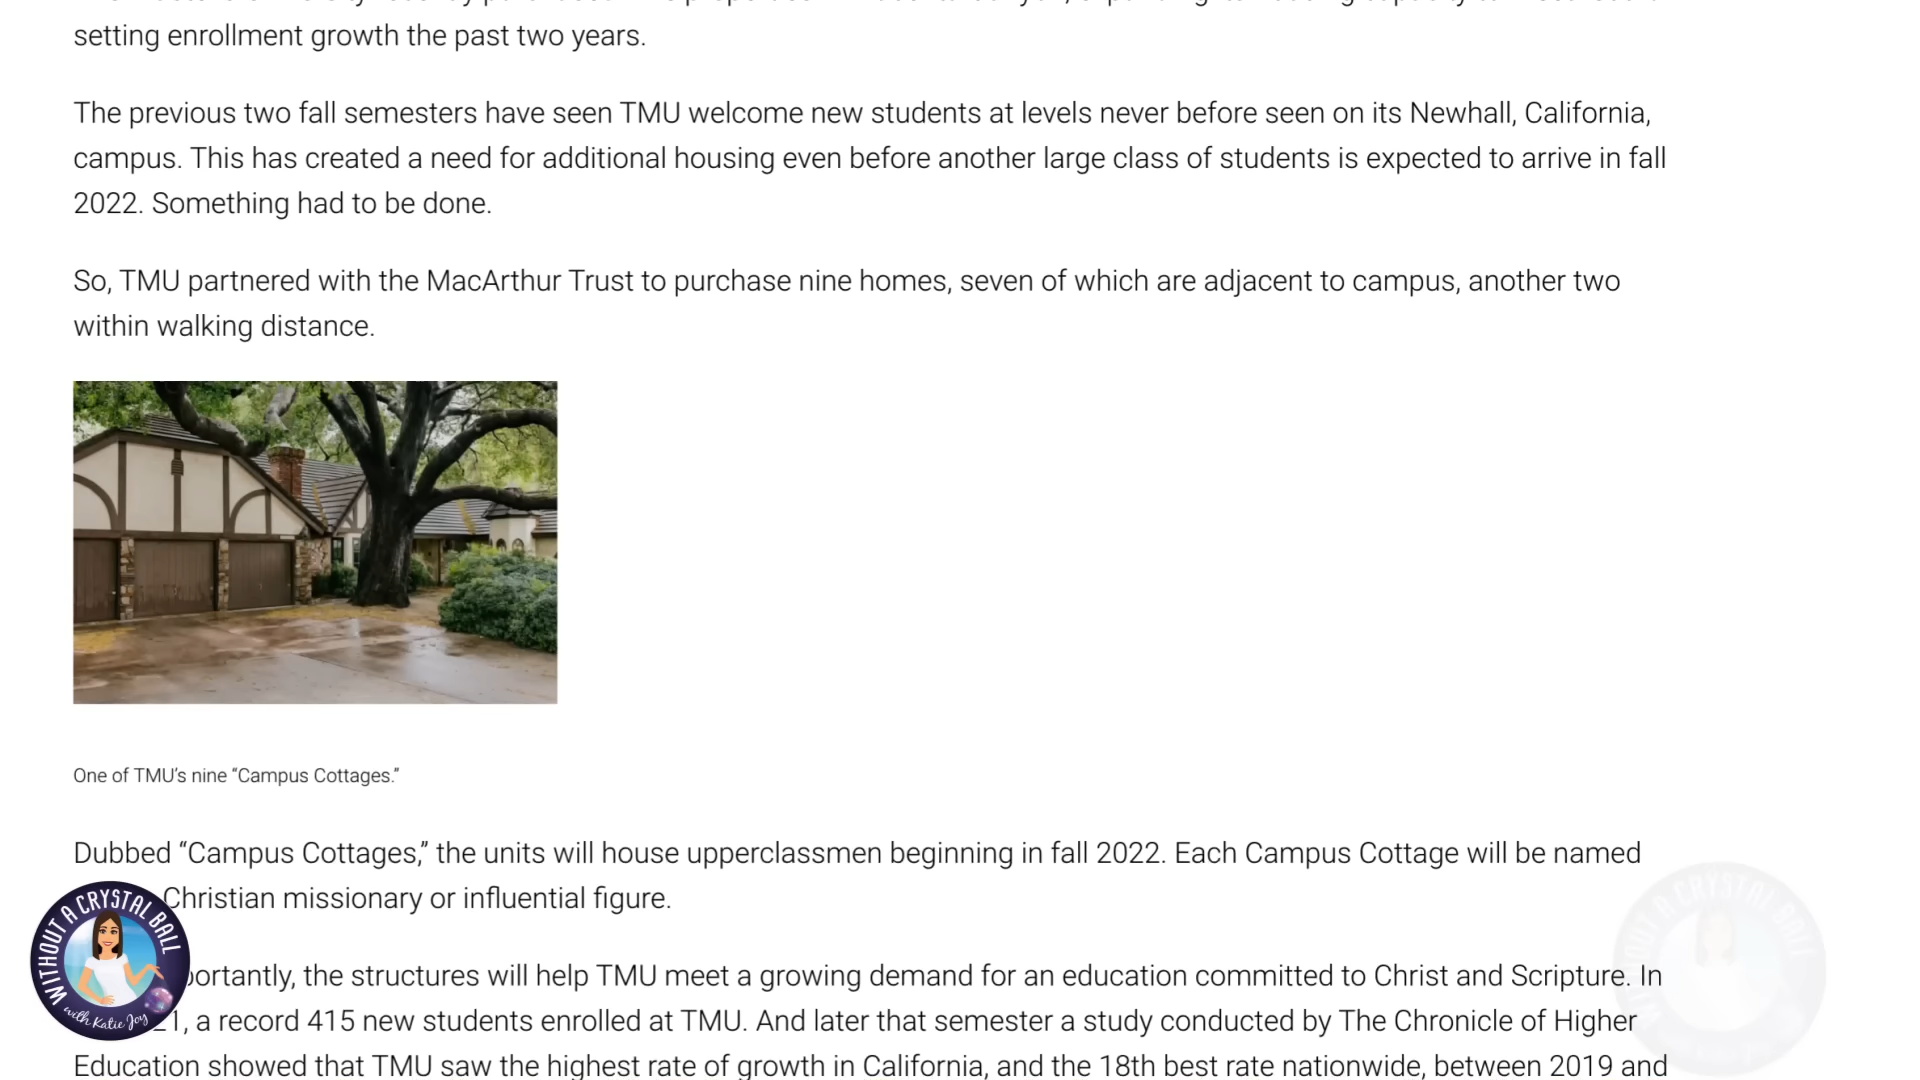 setting enrollment growth the past two years.
The previous two fall semesters have seen TMU welcome new students at levels never before seen on its Newhall, California,
campus. This has created a need for additional housing even before another large class of students is expected to arrive in fall
2022. Something had to be done.
So, TMU partnered with the MacArthur Trust to purchase nine homes, seven of which are adjacent to campus, another two
within walking distance.
One of TMU's nine “Campus Cottages.”
Dubbed “Campus Cottages,” the units will house upperclassmen beginning in fall 2022. Each Campus Cottage will be named
Christian missionary or influential figure.
portantly, the structures will help TMU meet a growing demand for an education committed to Christ and Scripture. In
21, a record 415 new students enrolled at TMU. And later that semester a study conducted by The Chronicle of Higher
Education showed that TMU saw the highest rate of growth in California, and the 18th best rate nationwide, between 2019 and
WITHOUT A CRYSTAL BALL
with Katie Joy
WITHOUT A CRYSTAL BALL